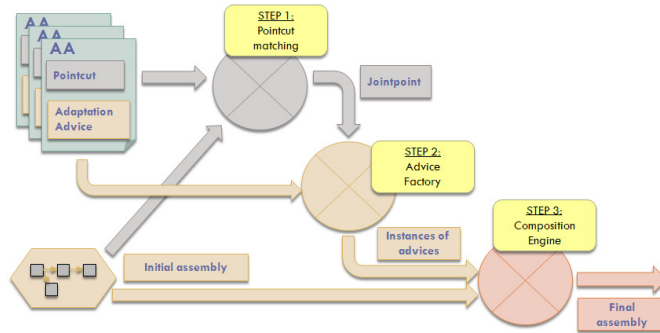 AA
AA
AA
Pointcut
Adaptation
Advice
STEP 1:
Pointcut
matching
Jointpoint
STEP 2:
Advice
Factory
Instances of
advices
STEP 3:
Composition
Engine
Initial assembly
Final
assembly